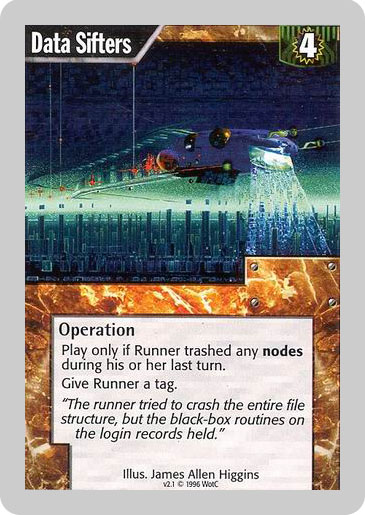 Data Sifters
4
Operation
Play only if Runner trashed any nodes
during his or her last turn.
Give Runner a tag.
“The runner tried to crash the entire file
structure, but the black-box routines on
the login records held.”
Illus. James Allen Higgins
v2.1 © 1996 WotC